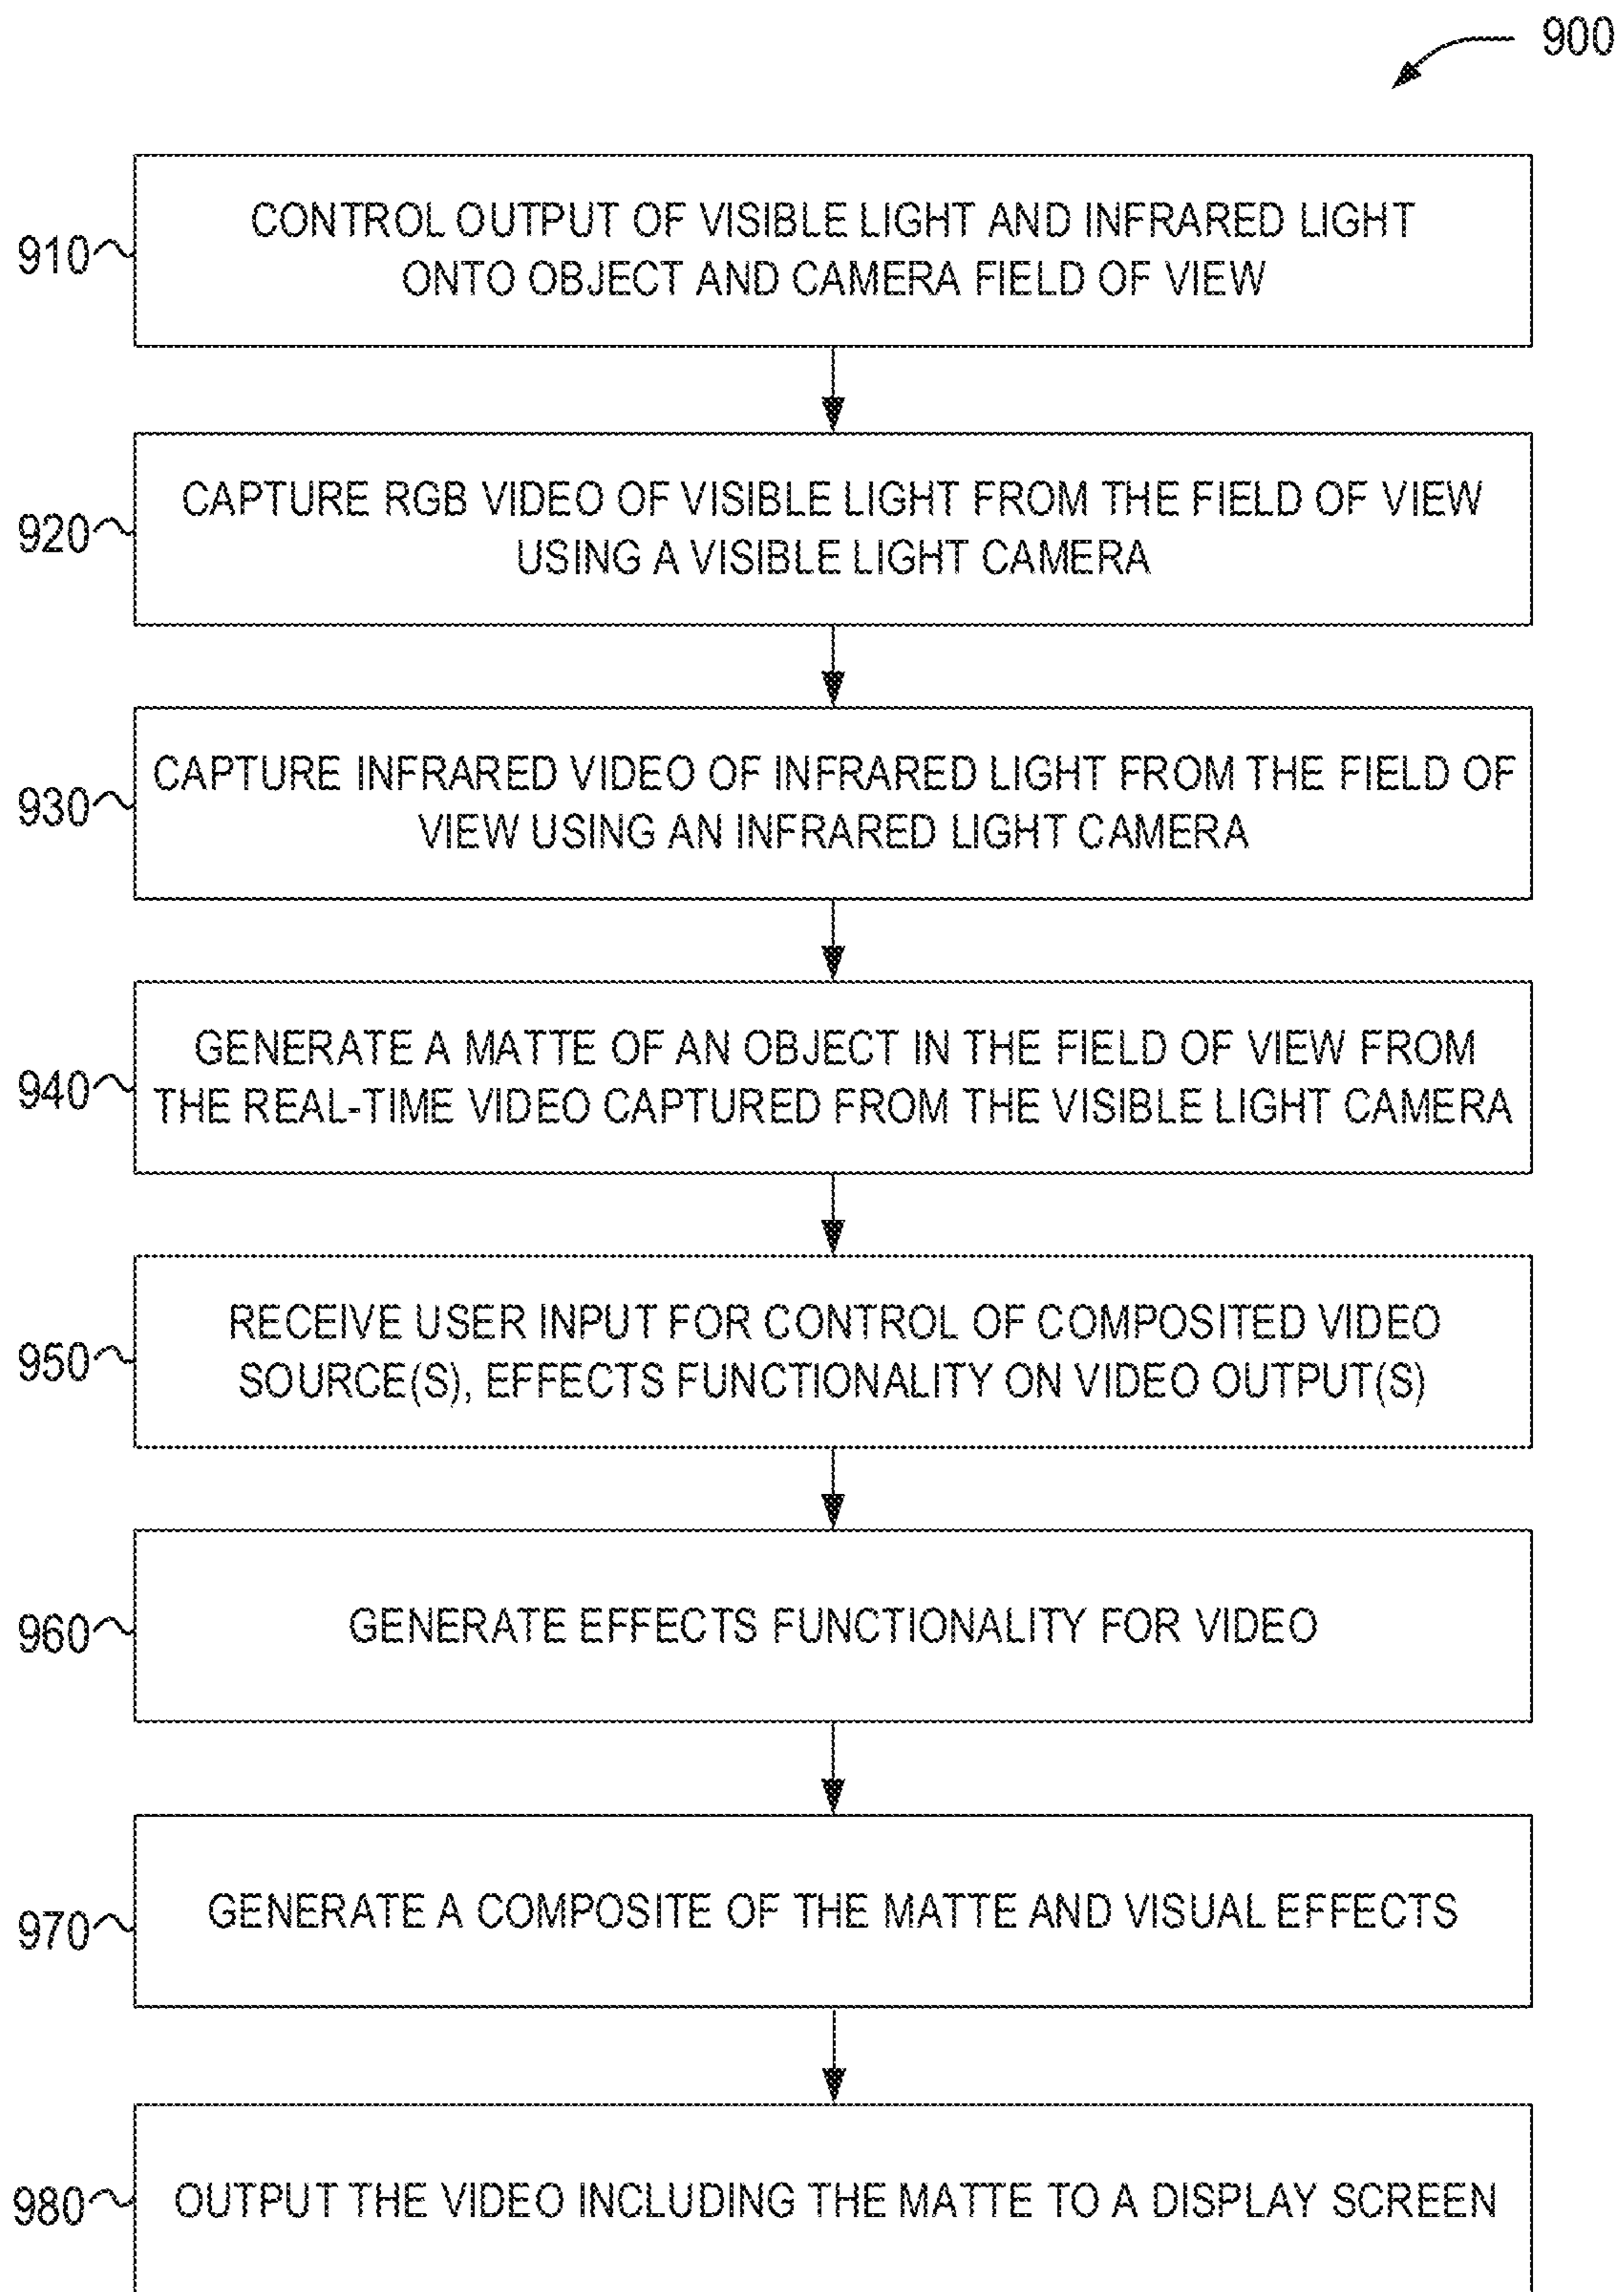 900
910
CONTROL OUTPUT OF VISIBLE LIGHT AND INFRARED LIGHT
ONTO OBJECT AND CAMERA FIELD OF VIEW
920
CAPTURE RGB VIDEO OF VISIBLE LIGHT FROM THE FIELD OF VIEW
USING A VISIBLE LIGHT CAMERA
930
CAPTURE INFRARED VIDEO OF INFRARED LIGHT FROM THE FIELD OF
VIEW USING AN INFRARED LIGHT CAMERA
940
GENERATE A MATTE OF AN OBJECT IN THE FIELD OF VIEW FROM
THE REAL-TIME VIDEO CAPTURED FROM THE VISIBLE LIGHT CAMERA
950
RECEIVE USER INPUT FOR CONTROL OF COMPOSITED VIDEO
SOURCE(S), EFFECTS FUNCTIONALITY ON VIDEO OUTPUT(S)
960
GENERATE EFFECTS FUNCTIONALITY FOR VIDEO
970
GENERATE A COMPOSITE OF THE MATTE AND VISUAL EFFECTS
980
OUTPUT THE VIDEO INCLUDING THE MATTE TO A DISPLAY SCREEN